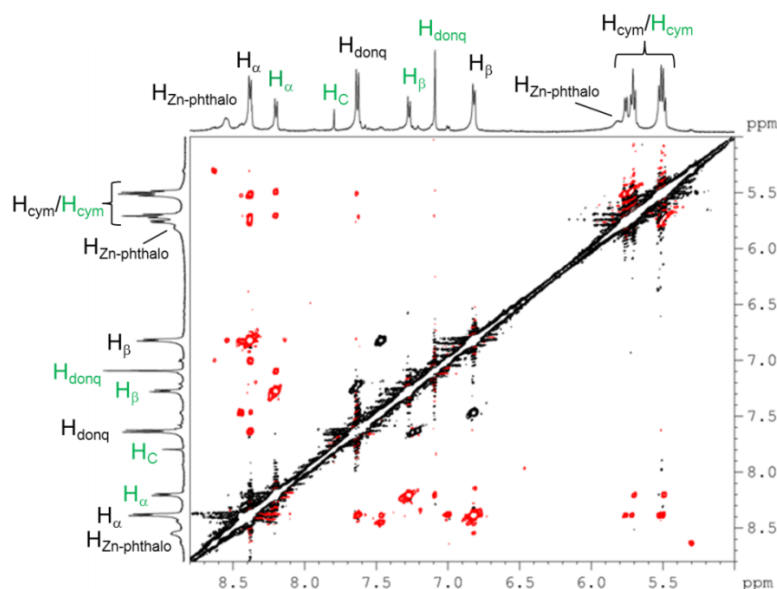 Hcym/Hcym
Hdonq
Hdonq
Hα
Hβ
Hβ
HZn-phthalo
Hα
HC
HZn-phthalo
ppm
8.5 8.0 7.5 7.0 6.5 6.0 5.5 ppm
5.5
6.0
6.5
7.0
7.5
8.0
8.5
Hcym/Hcym
HZn-phthalo
Hβ
Hdonq
Hβ
Hdonq
HC
Hα
Hα
HZn-phthalo